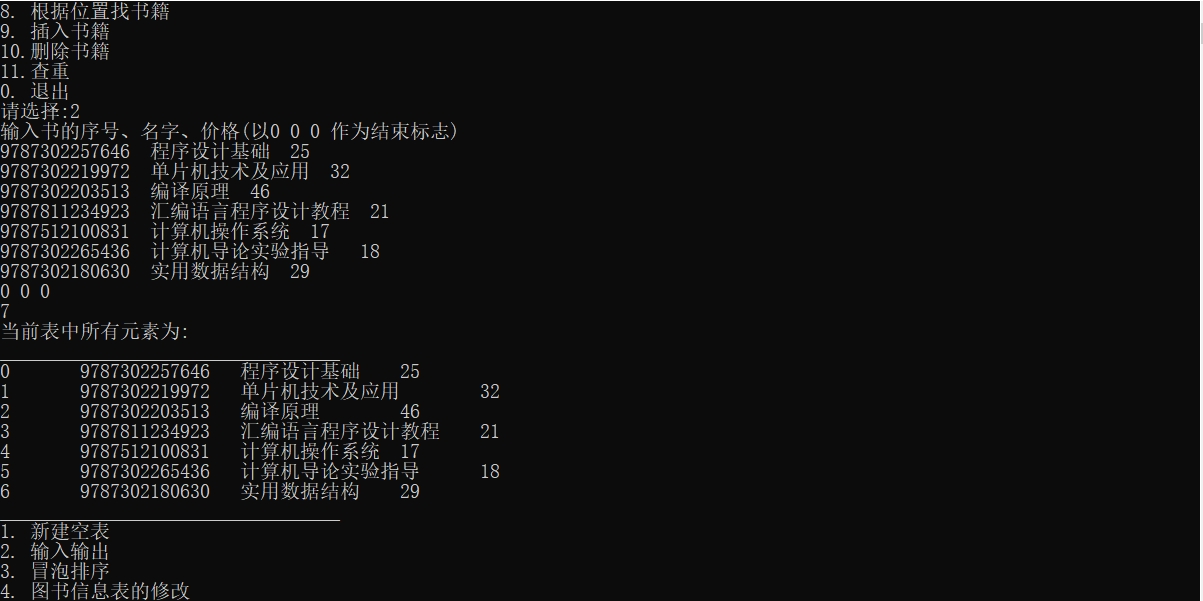 8. 根据位置找书籍
9. 插入书籍
10.删除书籍
11.查重
0. 退出
请选择:2
输入书的序号、名字、价格(以0 0 0 作为结束标志)
9787302257646  程序设计基础  25
9787302219972  单片机技术及应用  32
9787302203513  编译原理  46
9787811234923  汇编语言程序设计教程  21
9787512100831  计算机操作系统  17
9787302265436  计算机导论实验指导   18
9787302180630  实用数据结构  29
0 0 0
7
当前表中所有元素为:
__________________________________
0       9787302257646   程序设计基础    25
1       9787302219972   单片机技术及应用        32
2       9787302203513   编译原理        46
3       9787811234923   汇编语言程序设计教程    21
4       9787512100831   计算机操作系统  17
5       9787302265436   计算机导论实验指导      18
6       9787302180630   实用数据结构    29
__________________________________
1. 新建空表
2. 输入输出
3. 冒泡排序
4. 图书信息表的修改